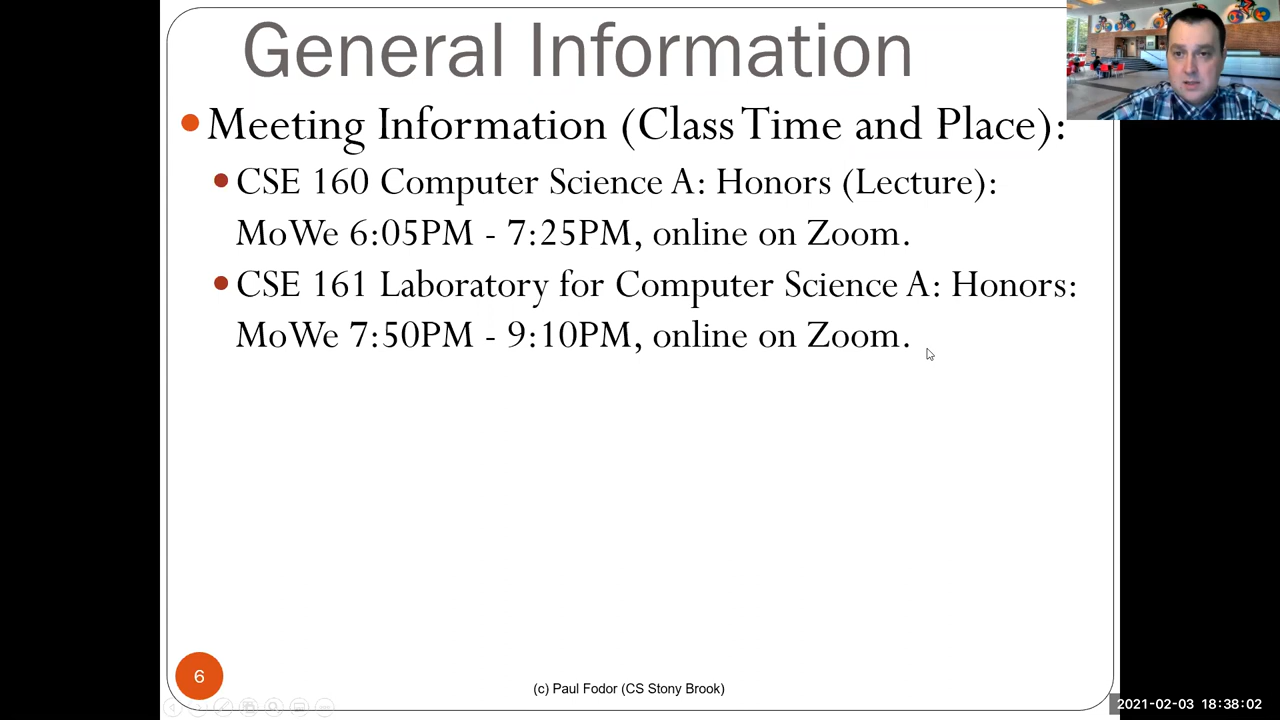 General Information
Meeting Information (Class Time and Place):
CSE 160 Computer Science A: Honors (Lecture):
MoWe 6:05PM - 7:25PM, online on Zoom.
CSE 161 Laboratory for Computer Science A: Honors:
MoWe 7:50PM - 9:10PM, online on Zoom.
6
(c) Paul Fodor (CS Stony Brook)
2021-02-03 18:38:02